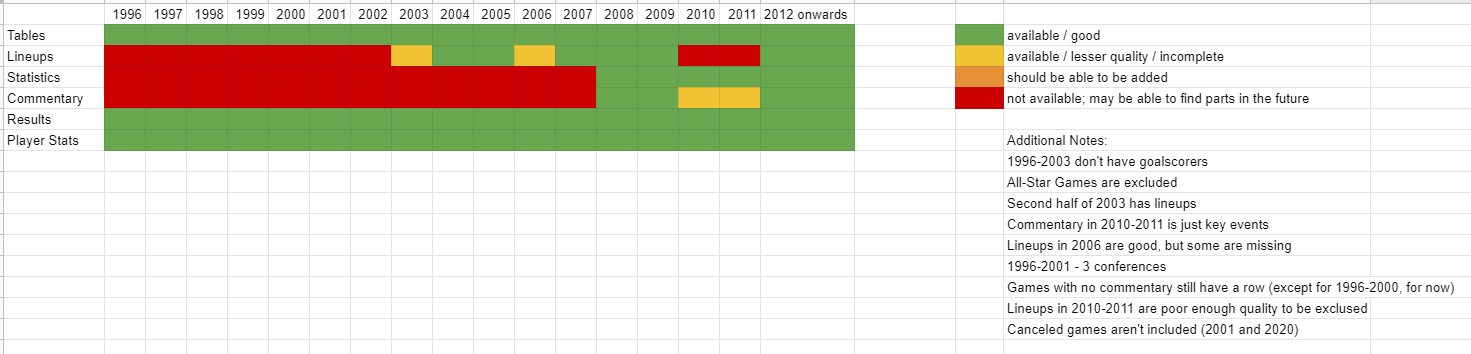 1996 1997 1998 1999 2000 2001 2002 2003 2004 2005 2006 2007 2008 2009 2010 2011 2012 onwards
Tables
Lineups
Statistics
Commentary
Results
Player Stats
available / good
available / lesser quality / incomplete
should be able to be added
not available; may be able to find parts in the future
Additional Notes:
1996-2003 don't have goalscorers
All-Star Games are excluded
Second half of 2003 has lineups
Commentary in 2010-2011 is just key events
Lineups in 2006 are good, but some are missing
1996-2001 - 3 conferences
Games with no commentary still have a row (except for 1996-2000, for now)
Lineups in 2010-2011 are poor enough quality to be exclused
Canceled games aren't included (2001 and 2020)